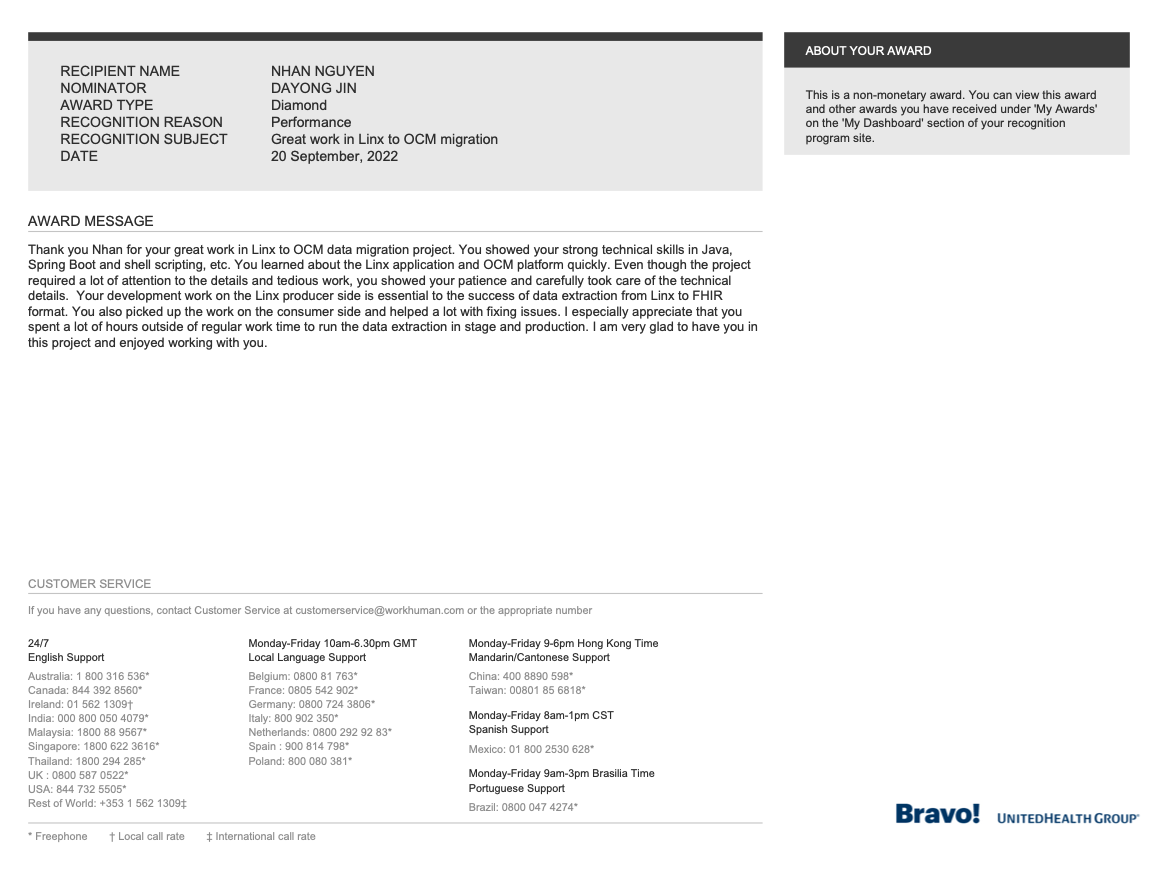 RECIPIENT NAME NHAN NGUYEN
NOMINATOR DAYONG JIN
AWARD TYPE Diamond
RECOGNITION REASON Performance
RECOGNITION SUBJECT Great work in Linx to OCM migration
DATE 20 September, 2022
ABOUT YOUR AWARD
This is a non-monetary award. You can view this award
and other awards you have received under 'My Awards'
on the 'My Dashboard' section of your recognition
program site.
AWARD MESSAGE
Thank you Nhan for your great work in Linx to OCM data migration project. You showed your strong technical skills in Java,
Spring Boot and shell scripting, etc. You learned about the Linx application and OCM platform quickly. Even though the project
required a lot of attention to the details and tedious work, you showed your patience and carefully took care of the technical
details.  Your development work on the Linx producer side is essential to the success of data extraction from Linx to FHIR
format. You also picked up the work on the consumer side and helped a lot with fixing issues. I especially appreciate that you
spent a lot of hours outside of regular work time to run the data extraction in stage and production. I am very glad to have you in
this project and enjoyed working with you.
CUSTOMER SERVICE
If you have any questions, contact Customer Service at customerservice@workhuman.com or the appropriate number
24/7
English Support
Australia: 1 800 316 536*
Canada: 844 392 8560*
Ireland: 01 562 1309†
India: 000 800 050 4079*
Malaysia: 1800 88 9567*
Singapore: 1800 622 3616*
Thailand: 1800 294 285*
UK : 0800 587 0522*
USA: 844 732 5505*
Rest of World: +353 1 562 1309‡
Monday-Friday 10am-6.30pm GMT
Local Language Support
Belgium: 0800 81 763*
France: 0805 542 902*
Germany: 0800 724 3806*
Italy: 800 902 350*
Netherlands: 0800 292 92 83*
Spain : 900 814 798*
Poland: 800 080 381*
Monday-Friday 9-6pm Hong Kong Time
Mandarin/Cantonese Support
China: 400 8890 598*
Taiwan: 00801 85 6818*
Monday-Friday 8am-1pm CST
Spanish Support
Mexico: 01 800 2530 628*
Monday-Friday 9am-3pm Brasilia Time
Portuguese Support
Brazil: 0800 047 4274*
* Freephone † Local call rate ‡ International call rate
Bravo! UNITEDHEALTH GROUP®